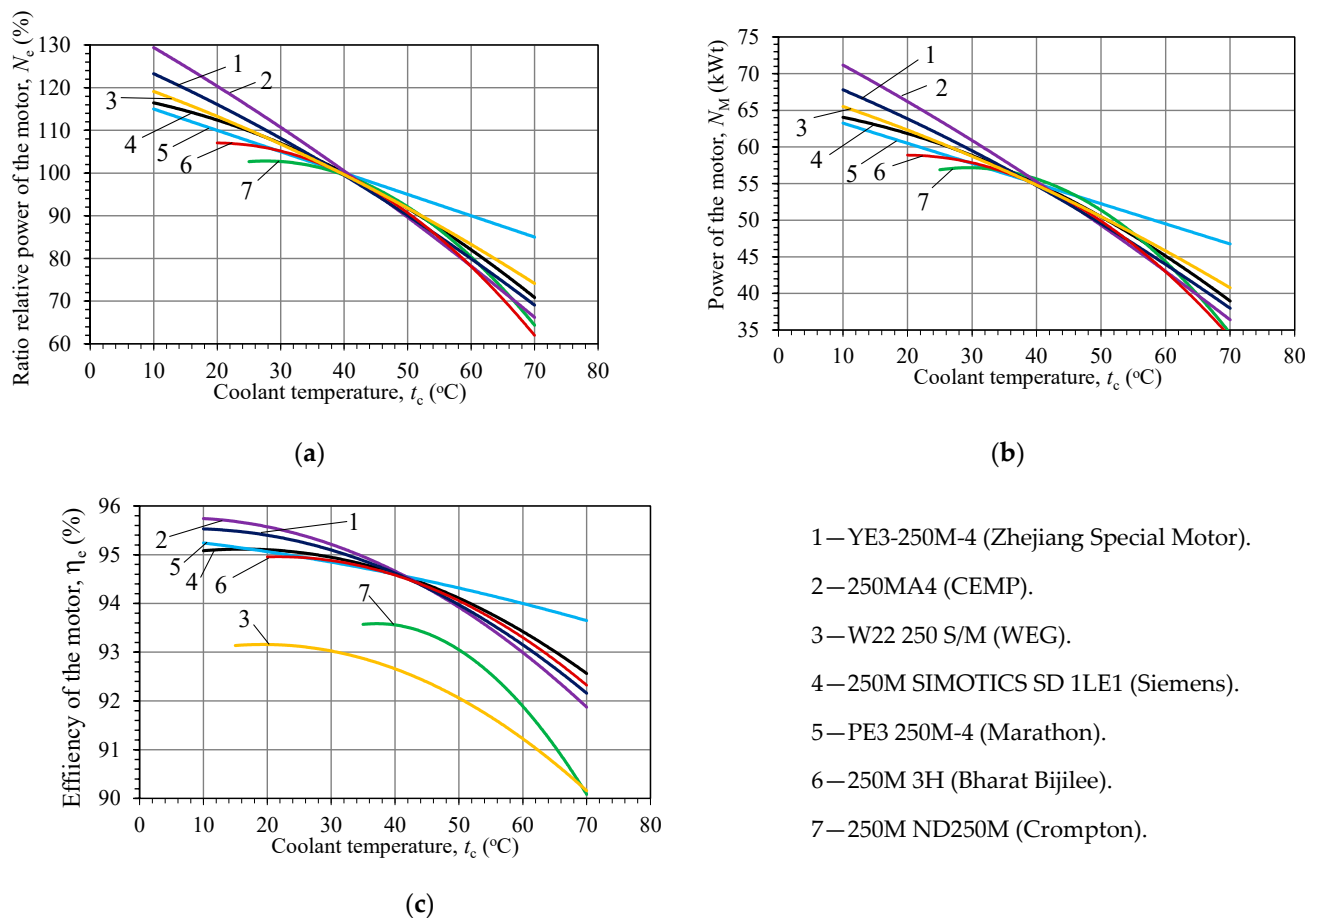 Ratio relative power of the motor, Ne (%)
130
120
110
100
90
80
70
60
0 10 20 30 40 50 60 70 80
1
2
3
4
5
6
7
Coolant temperature, tc (°C)
(a)
Power of the motor, NM (kWt)
75
70
65
60
55
50
45
40
35
0 10 20 30 40 50 60 70 80
1
2
3
4
5
6
7
Coolant temperature, tc (°C)
(b)
Effiiency of the motor, ηe (%)
96
95
94
93
92
91
90
0 10 20 30 40 50 60 70 80
1
2
5
4
6
7
3
Coolant temperature, tc (°C)
(c)
1—YE3-250M-4 (Zhejiang Special Motor).
2—250MA4 (CEMP).
3—W22 250 S/M (WEG).
4—250M SIMOTICS SD 1LE1 (Siemens).
5—PE3 250M-4 (Marathon).
6—250M 3H (Bharat Bijilee).
7—250M ND250M (Crompton).